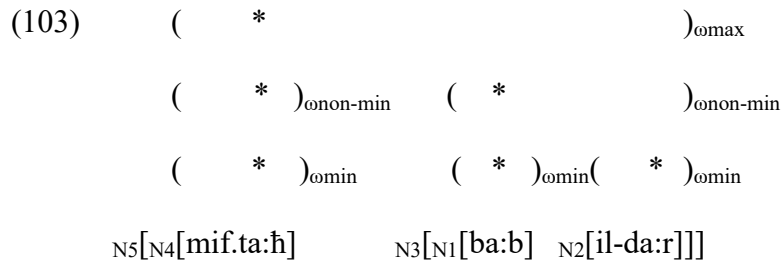 (103) ( * )ωmax
( * )ωnon-min ( * )ωnon-min
( * )ωmin ( * )ωmin( * )ωmin
N5[N4[mif.ta:ħ] N3[N1[ba:b] N2[il-da:r]]]